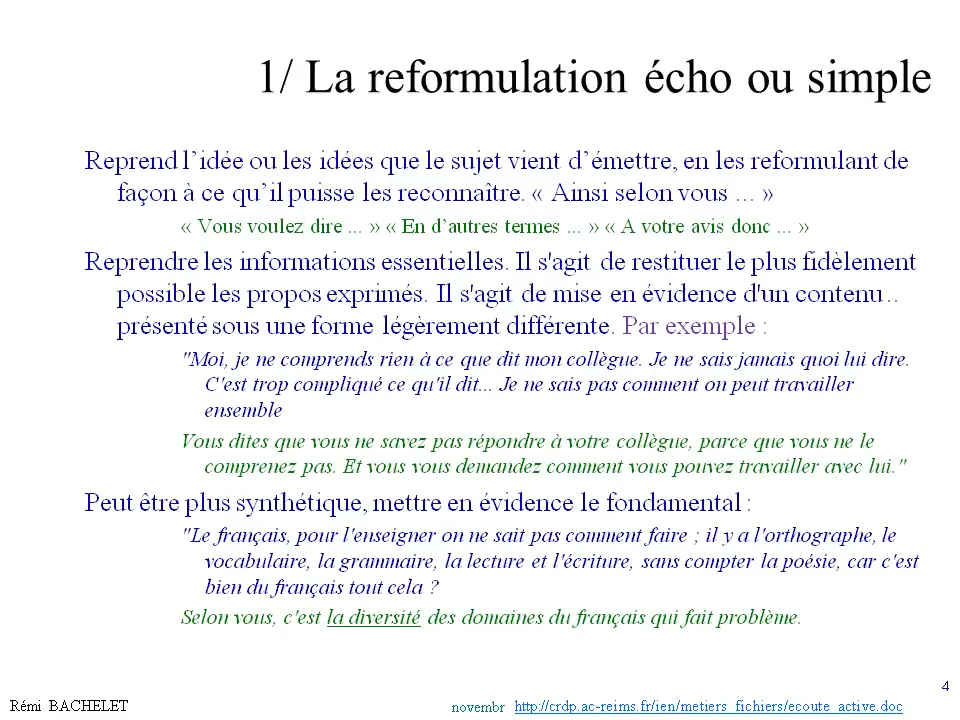 1/ La reformulation écho ou simple
Reprend l’idée ou les idées que le sujet vient d’émettre, en les reformulant de
façon à ce qu’il puisse les reconnaître. « Ainsi selon vous ... »
« Vous voulez dire ... » « En d’autres termes ... » « A votre avis donc ... »
Reprendre les informations essentielles. Il s'agit de restituer le plus fidèlement
possible les propos exprimés. Il s'agit de mise en évidence d'un contenu..
présenté sous une forme légèrement différente. Par exemple :
"Moi, je ne comprends rien à ce que dit mon collègue. Je ne sais jamais quoi lui dire.
C'est trop compliqué ce qu'il dit... Je ne sais pas comment on peut travailler
ensemble
Vous dites que vous ne savez pas répondre à votre collègue, parce que vous ne le
comprenez pas. Et vous vous demandez comment vous pouvez travailler avec lui."
Peut être plus synthétique, mettre en évidence le fondamental :
"Le français, pour l'enseigner on ne sait pas comment faire ; il y a l'orthographe, le
vocabulaire, la grammaire, la lecture et l'écriture, sans compter la poésie, car c'est
bien du français tout cela ?
Selon vous, c'est la diversité des domaines du français qui fait problème.
4
Rémi BACHELET
novembr http://crdp.ac-reims.fr/ien/metiers_fichiers/ecoute_active.doc